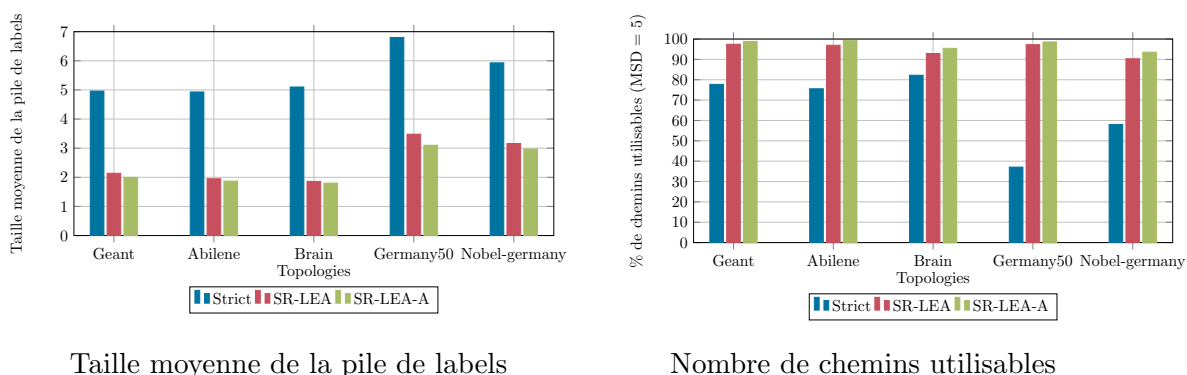 Taille moyenne de la pile de labels
7
6
5
4
3
2
1
0
Geant Abilene Brain Germany50 Nobel-germany
Topologies
Strict SR-LEA SR-LEA-A
Taille moyenne de la pile de labels
% de chemins utilisables (MSD = 5)
100
90
80
70
60
50
40
30
20
10
0
Geant Abilene Brain Germany50 Nobel-germany
Topologies
Strict SR-LEA SR-LEA-A
Nombre de chemins utilisables